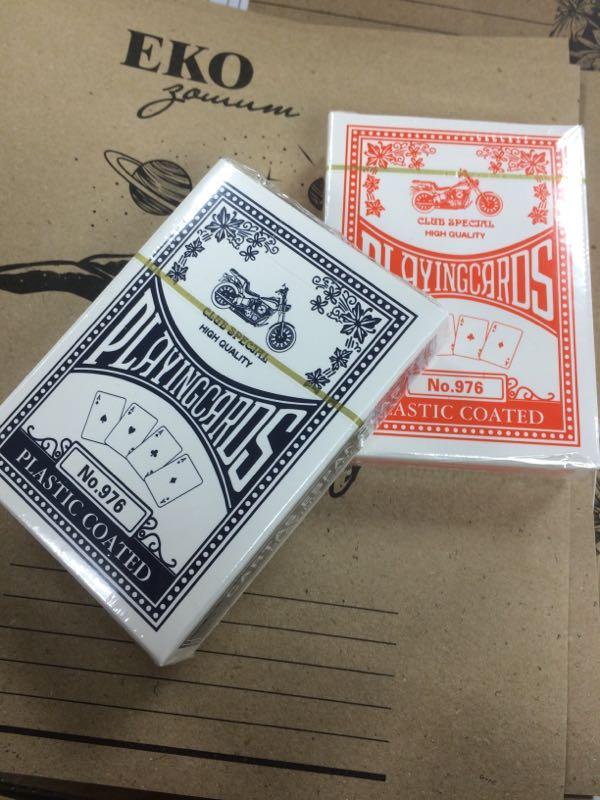 EKO
зошит
CLUB SPECIAL
HIGH QUALITY
PLAYINGCARDS
No.976
PLASTIC COATED
CLUB SPECIAL
HIGH QUALITY
PLAYINGCARDS
No.976
PLASTIC COATED